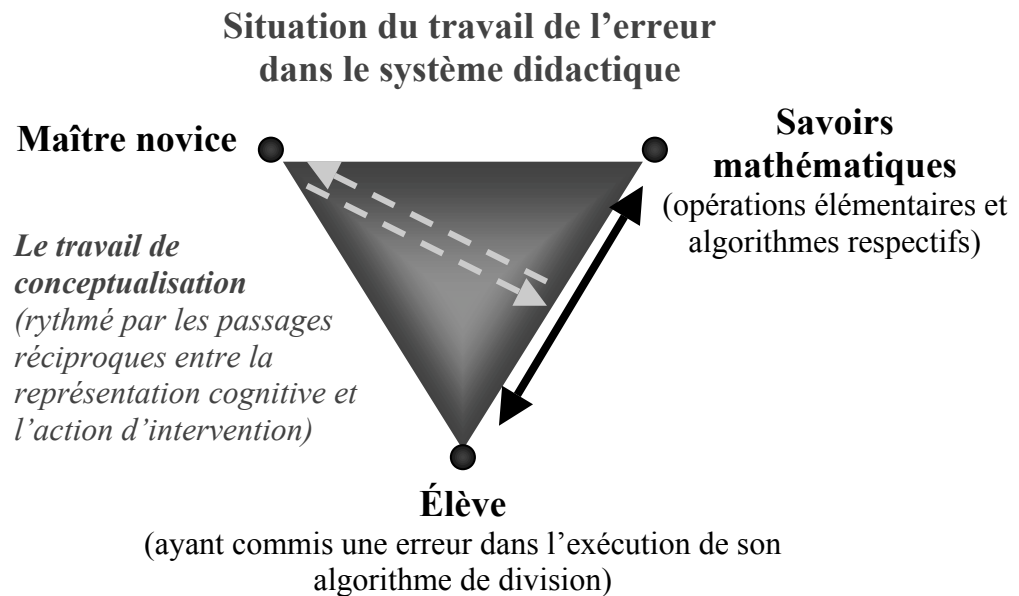 Situation du travail de l’erreur
dans le système didactique
Maître novice
Savoirs
mathématiques
(opérations élémentaires et
algorithmes respectifs)
Le travail de
conceptualisation
(rythmé par les passages
réciproques entre la
représentation cognitive et
l’action d’intervention)
Élève
(ayant commis une erreur dans l’exécution de son
algorithme de division)